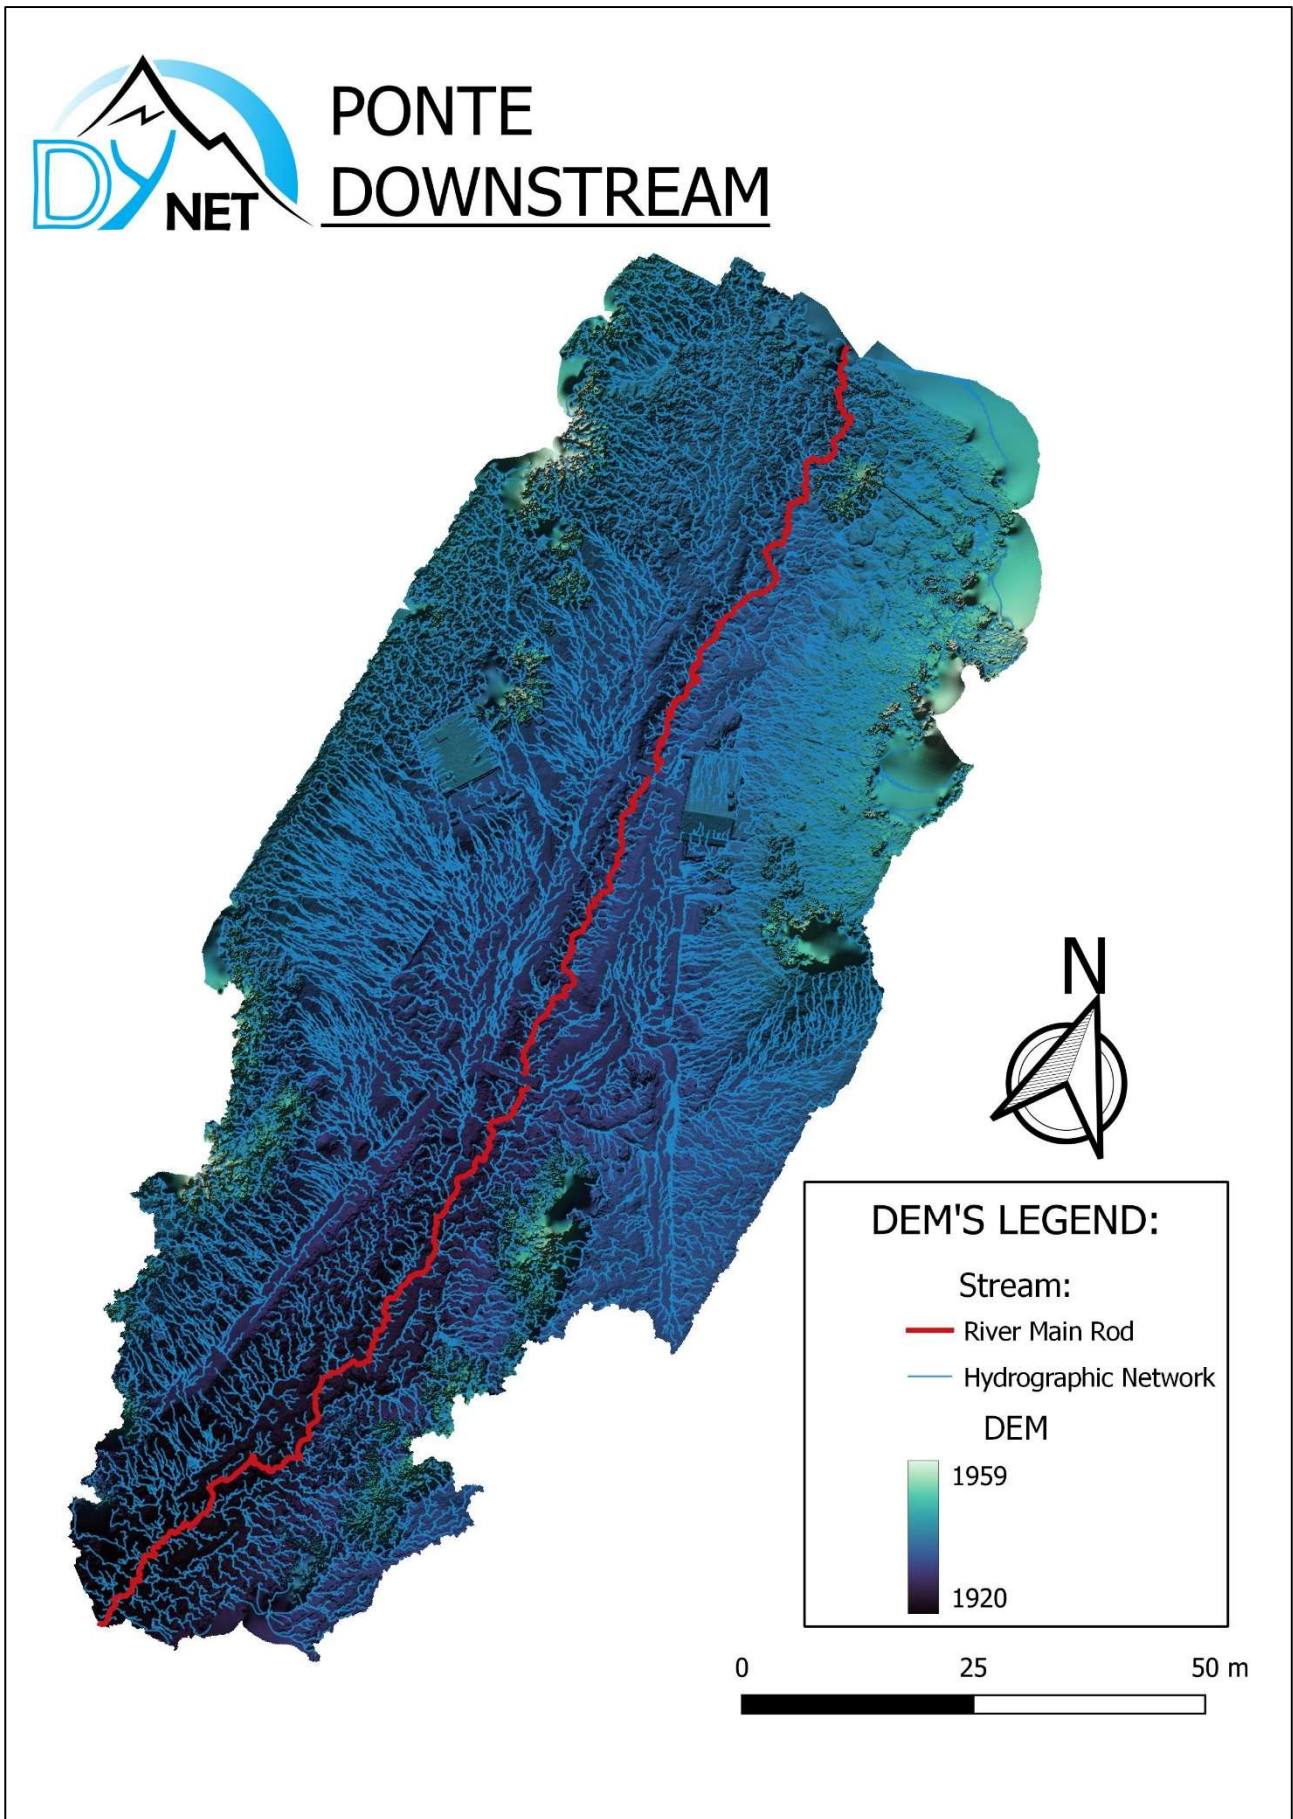 DY NET
PONTE
DOWNSTREAM
N
DEM'S LEGEND:
Stream:
River Main Rod
Hydrographic Network
DEM
1959
1920
0 25 50 m